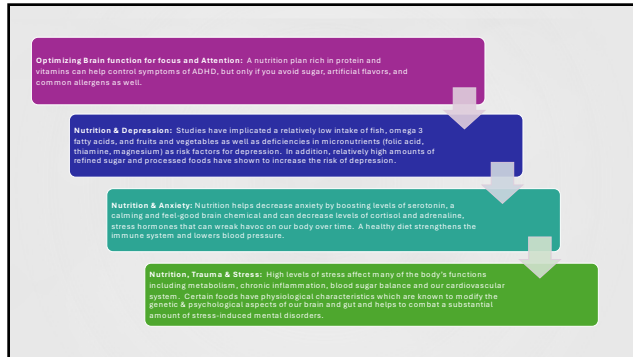 Optimizing Brain function for focus and Attention: A nutrition plan rich in protein and
vitamins can help control symptoms of ADHD, but only if you avoid sugar, artificial flavors, and
common allergens as well.
Nutrition & Depression: Studies have implicated a relatively low intake of fish, omega 3
fatty acids, and fruits and vegetables as well as deficiencies in micronutrients (folic acid,
thiamine, magnesium) as risk factors for depression. In addition, relatively high amounts of
refined sugar and processed foods have shown to increase the risk of depression.
Nutrition & Anxiety: Nutrition helps decrease anxiety by boosting levels of serotonin, a
calming and feel-good brain chemical and can decrease levels of cortisol and adrenaline,
stress hormones that can wreak havoc on our body over time. A healthy diet strengthens the
immune system and lowers blood pressure.
Nutrition, Trauma & Stress: High levels of stress affect many of the body's functions
including metabolism, chronic inflammation, blood sugar balance and our cardiovascular
system. Certain foods have physiological characteristics which are known to modify the
genetic & psychological aspects of our brain and gut and helps to combat a substantial
amount of stress-induced mental disorders.